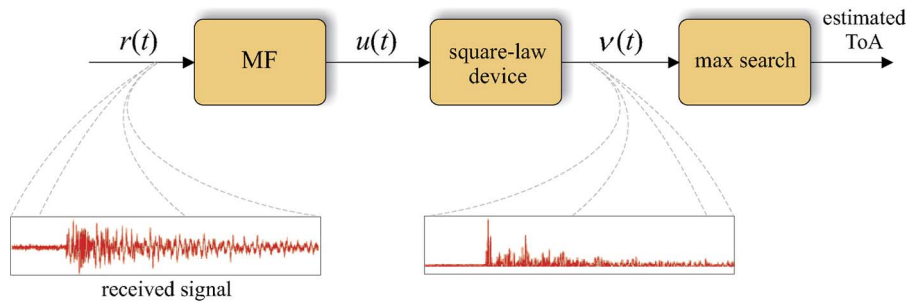 r(t)
MF
u(t)
square-law
device
v(t)
max search
estimated
ToA
received signal